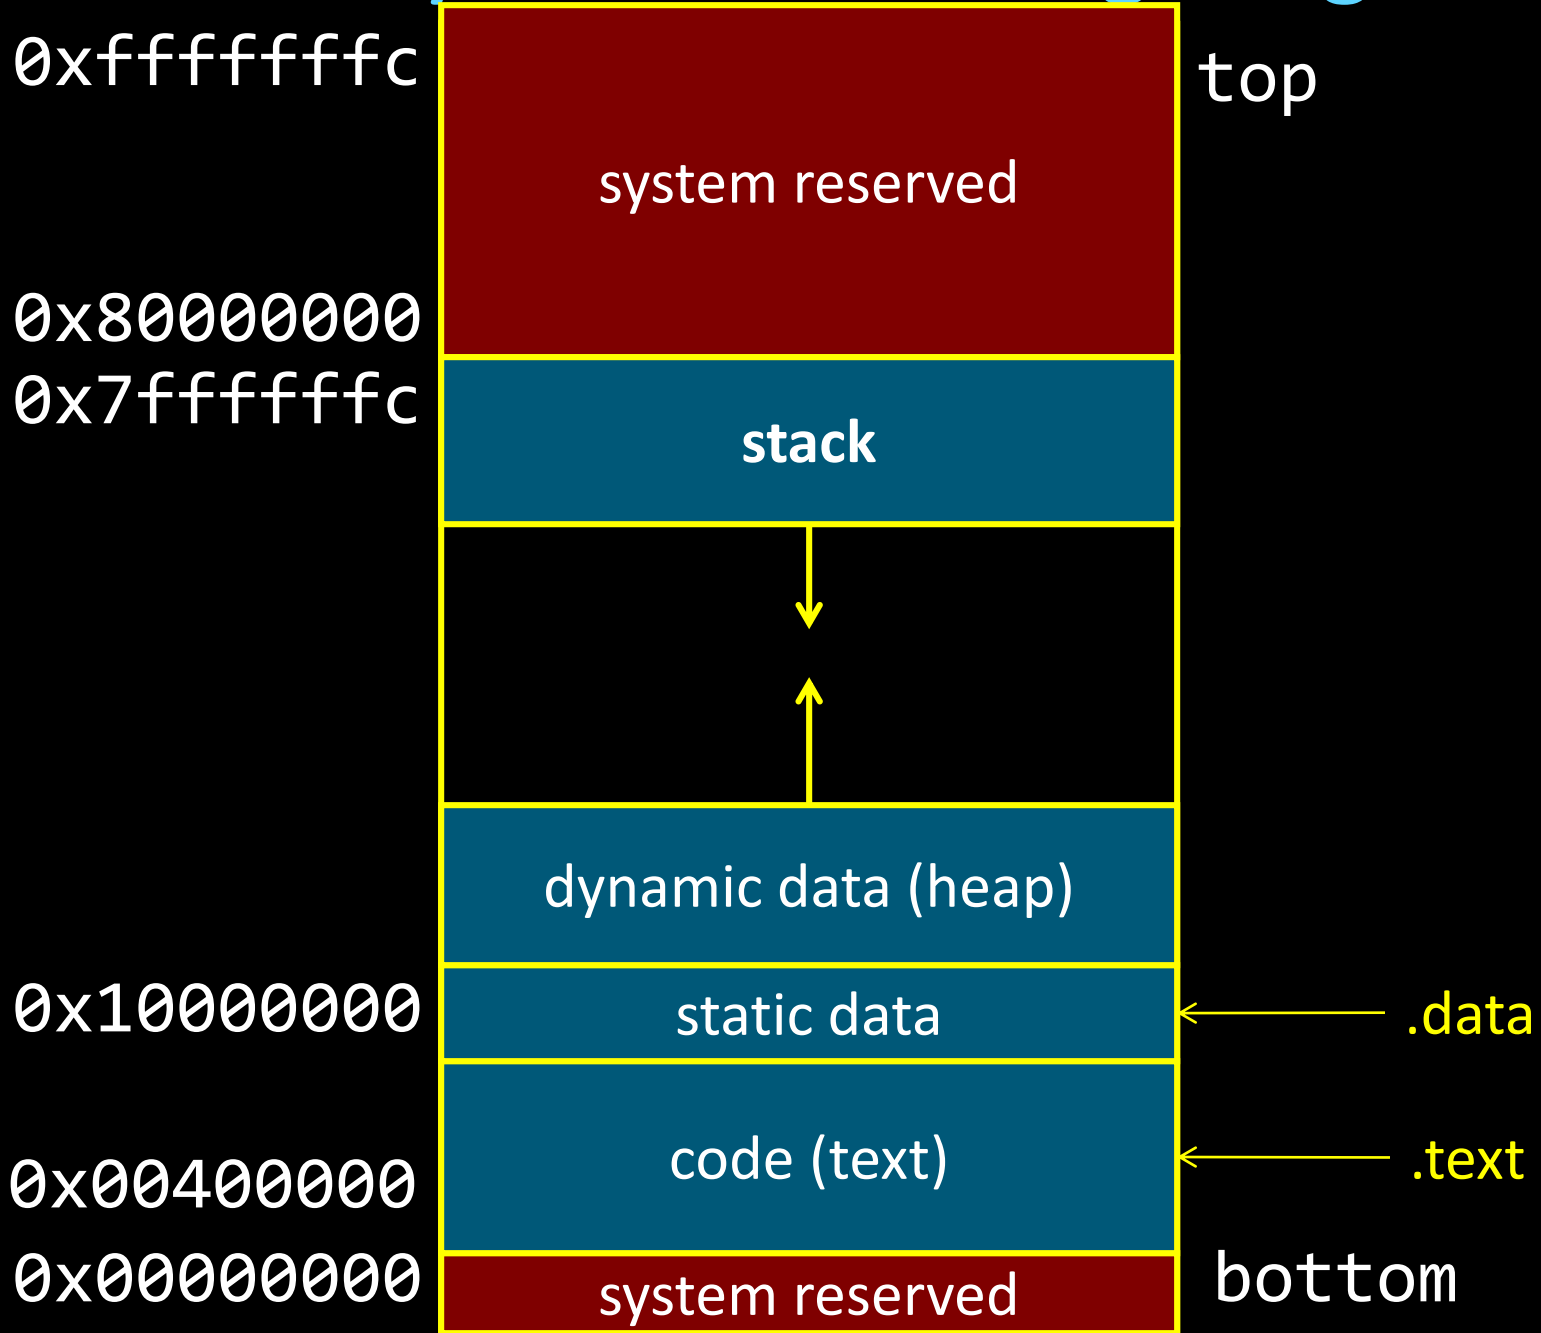 0xfffffffc
top
system reserved
0x80000000
0x7ffffffc
stack
dynamic data (heap)
0x10000000
static data
.data
code (text)
.text
0x00400000
0x00000000
bottom
system reserved